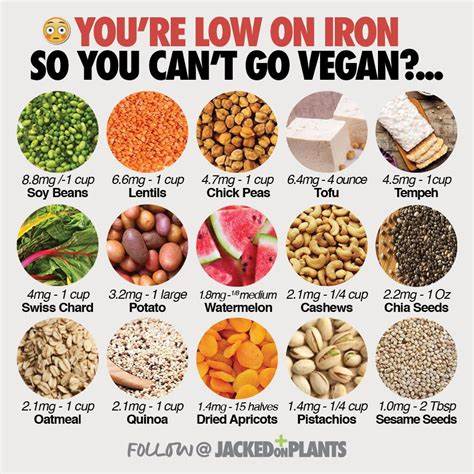 YOU'RE LOW ON IRON
SO YOU CAN'T GO VEGAN?...
8.8mg /-1 cup
Soy Beans
6.6mg - 1 cup
Lentils
4.7mg - 1 cup
Chick Peas
6.4mg - 4 ounce
Tofu
4.5mg - 1cup
Tempeh
4mg - 1 cup
Swiss Chard
3.2mg - 1 large
Potato
1.8mg - 1/8 medium
Watermelon
2.1mg - 1/4 cup
Cashews
2.2mg - 1 Oz
Chia Seeds
2.1mg - 1 cup
Oatmeal
2.1mg - 1 cup
Quinoa
1.4mg - 15 halves
Dried Apricots
1.4mg - 1/4 cup
Pistachios
1.0mg - 2 Tbsp
Sesame Seeds
FOLLOW@ JACKEDONPLANTS